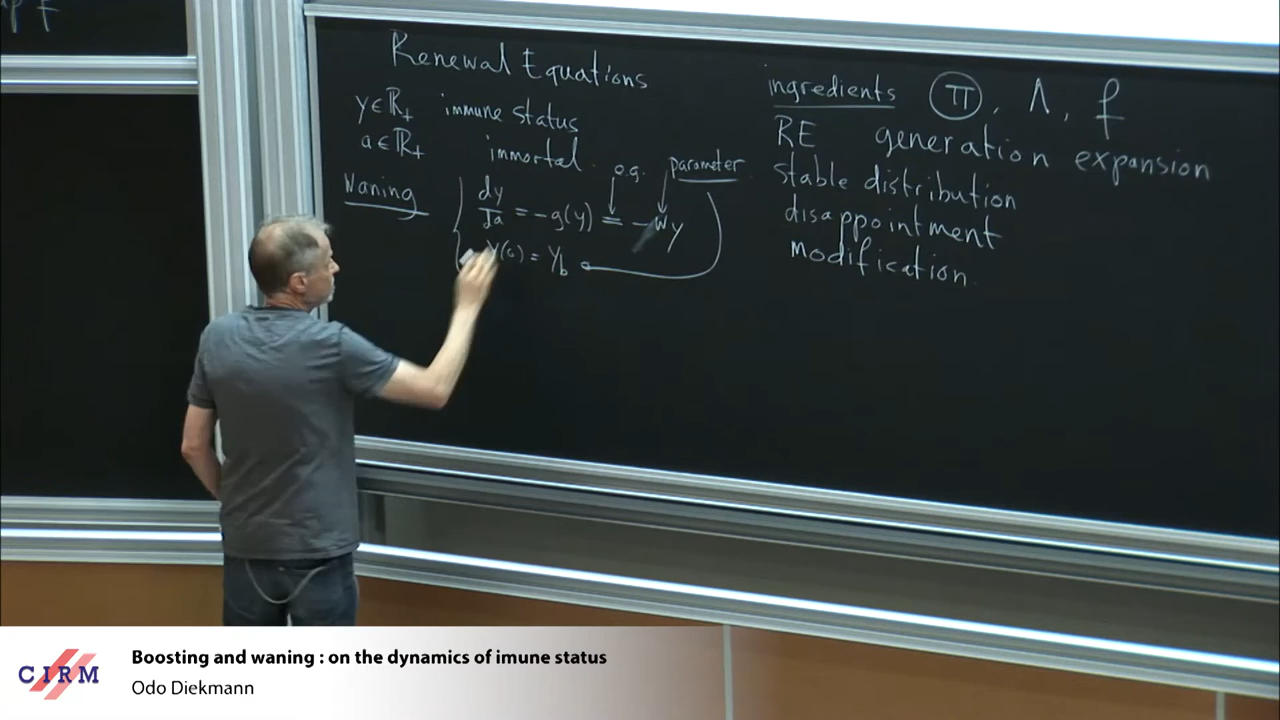 ap f
Renewal Equations
y ∈ ℝ+ immune status
a ∈ ℝ+ immortal
Waning
dy/da = -g(y) = -wy
e.g. parameter
y(0) = y_b
ingredients π, Λ, f
RE generation expansion
stable distribution
disappointment
modification
CIRM
Boosting and waning : on the dynamics of imune status
Odo Diekmann